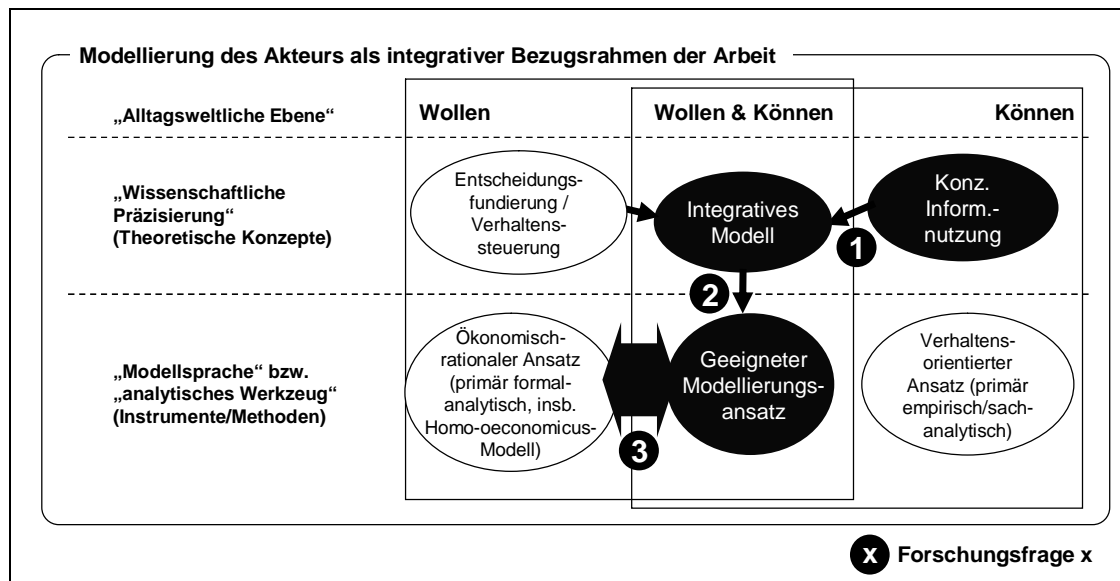 Modellierung des Akteurs als integrativer Bezugsrahmen der Arbeit
„Alltagsweltliche Ebene“
Wollen
Wollen & Können
Können
„Wissenschaftliche
Präzisierung“
(Theoretische Konzepte)
Entscheidungs-
fundierung /
Verhaltens-
steuerung
Integratives
Modell
Konz.
Inform.-
nutzung
1
2
„Modellsprache“ bzw.
„analytisches Werkzeug“
(Instrumente/Methoden)
Ökonomisch-
rationaler Ansatz
(primär formal-
analytisch, insb.
Homo-oeconomicus-
Modell)
3
Geeigneter
Modellierungs-
ansatz
Verhaltens-
orientierter
Ansatz (primär
empirisch/sach-
analytisch)
x Forschungsfrage x